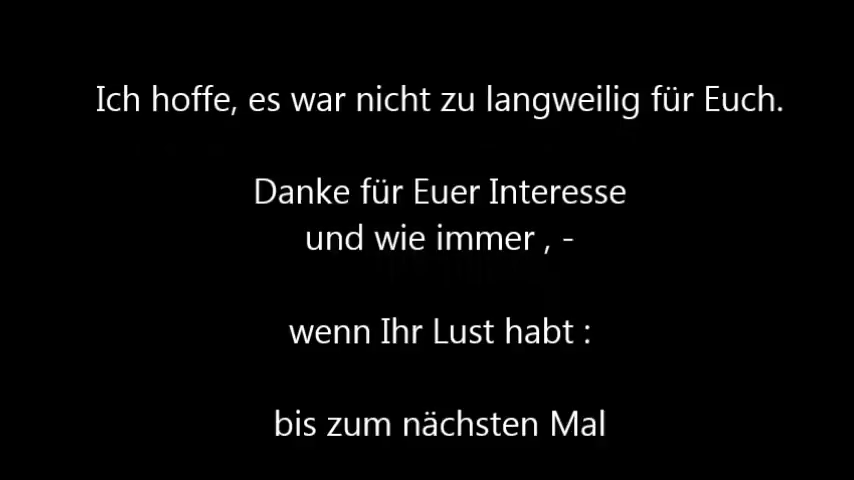 Ich hoffe, es war nicht zu langweilig für Euch.
Danke für Euer Interesse
und wie immer , -
wenn Ihr Lust habt :
bis zum nächsten Mal